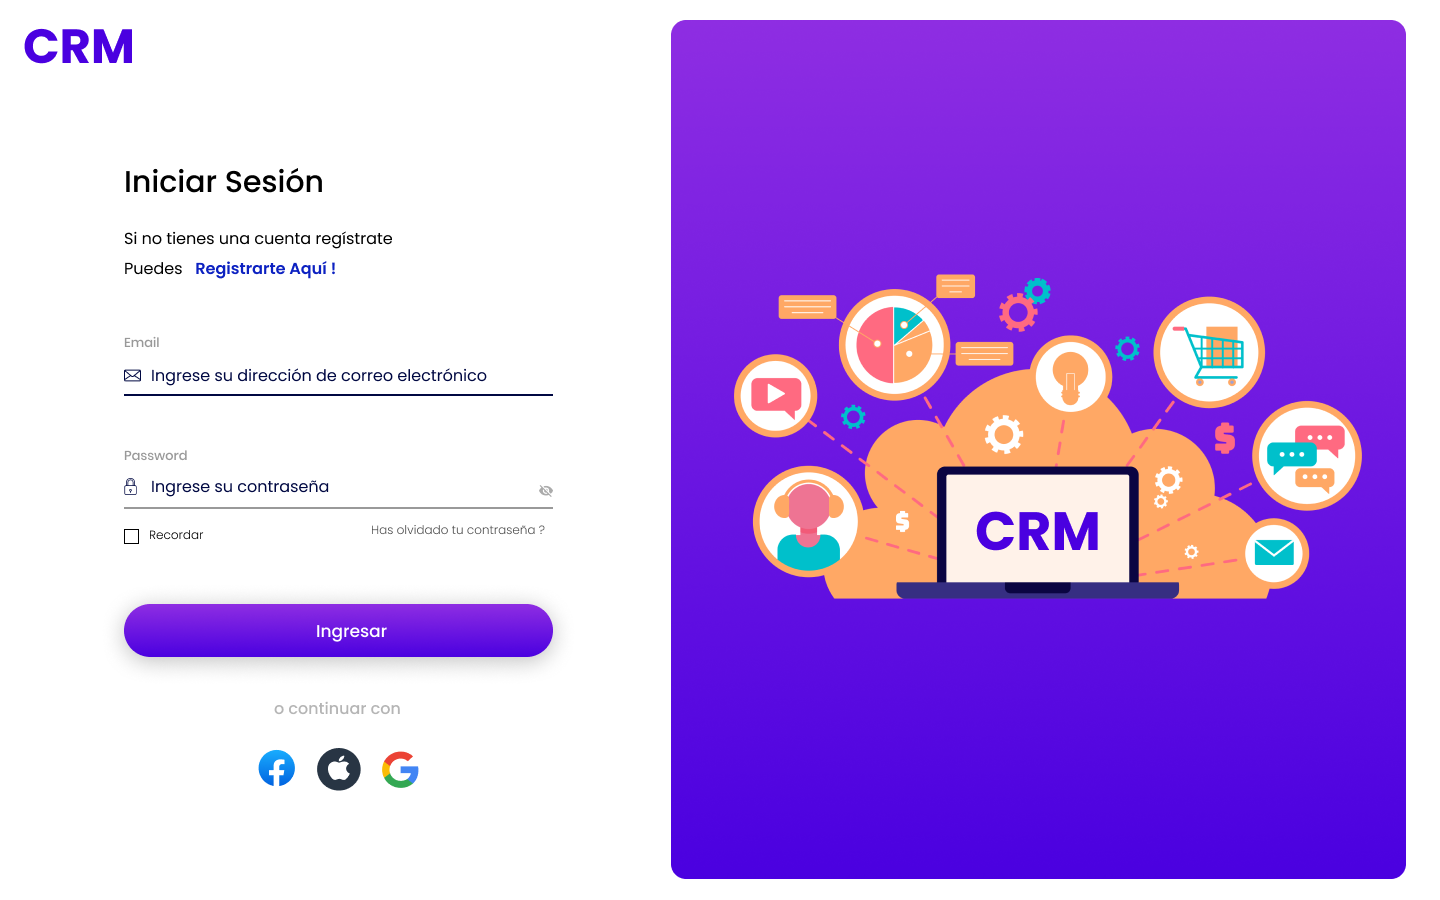 CRM
Iniciar Sesión
Si no tienes una cuenta regístrate
Puedes Registrarte Aquí !
Email
Ingrese su dirección de correo electrónico
Password
Ingrese su contraseña
Recordar
Has olvidado tu contraseña ?
Ingresar
o continuar con
$
$
CRM